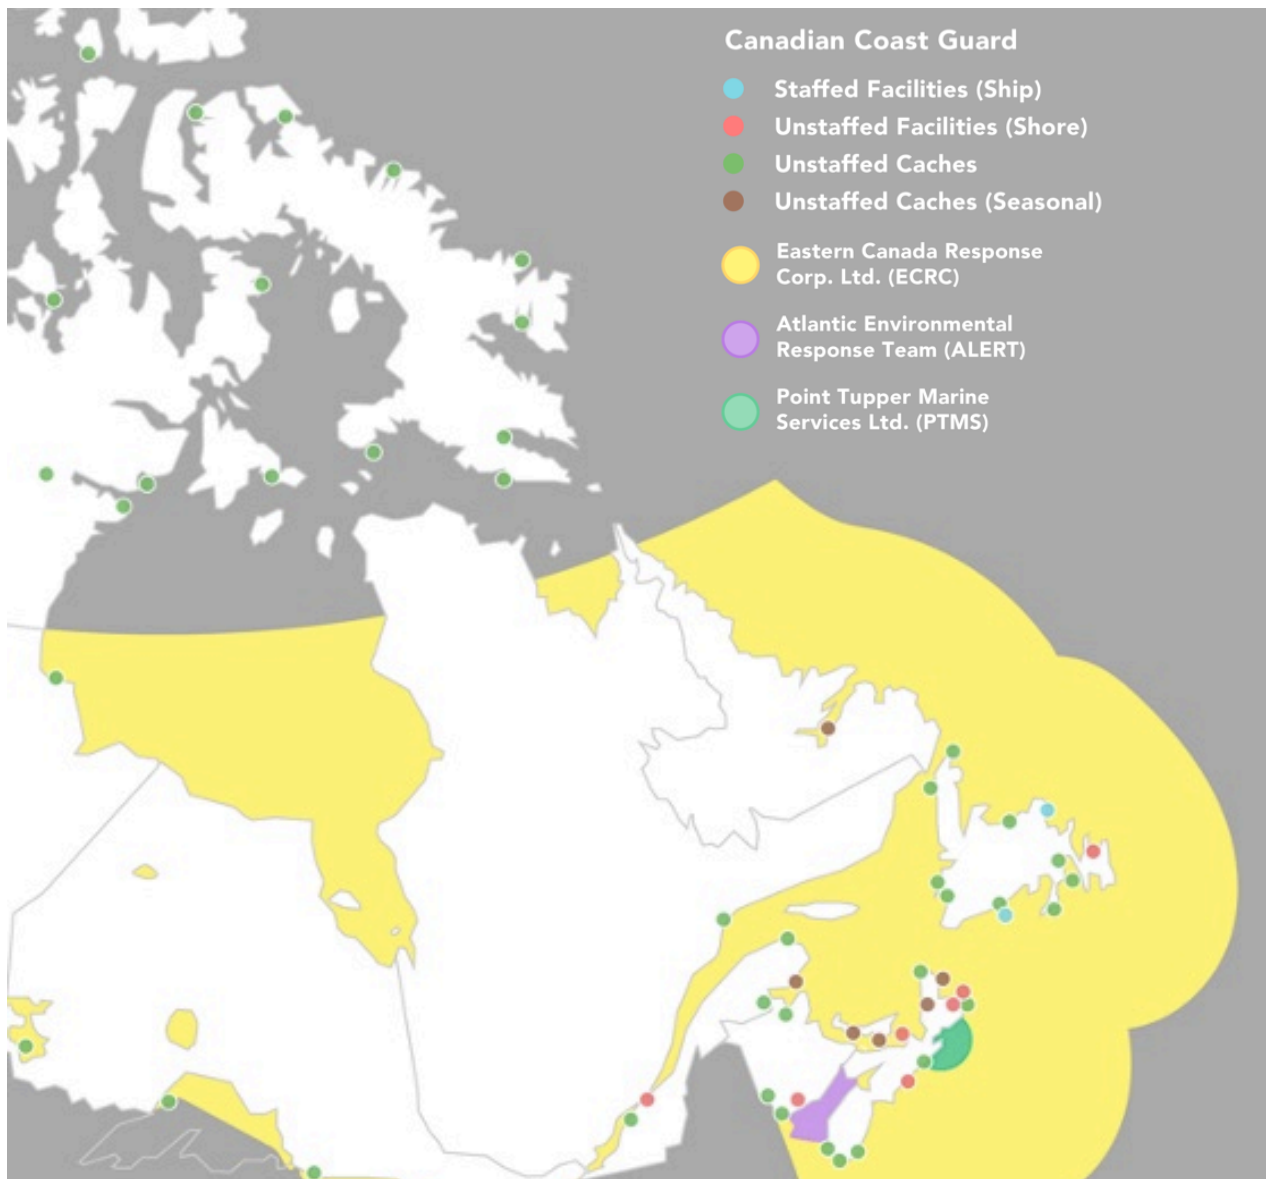 Canadian Coast Guard
Staffed Facilities (Ship)
Unstaffed Facilities (Shore)
Unstaffed Caches
Unstaffed Caches (Seasonal)
Eastern Canada Response
Corp. Ltd. (ECRC)
Atlantic Environmental
Response Team (ALERT)
Point Tupper Marine
Services Ltd. (PTMS)